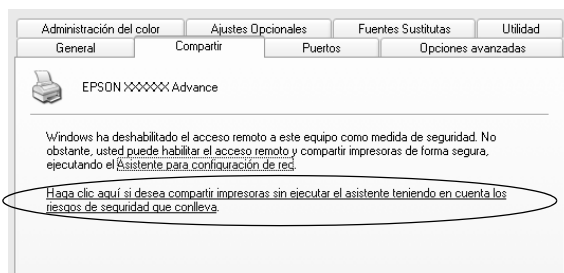 Administración del color Ajustes Opcionales Fuentes Sustitutas Utilidad
General Compartir Puertos Opciones avanzadas
EPSON XXXXXX Advance
Windows ha deshabilitado el acceso remoto a este equipo como medida de seguridad. No
obstante, usted puede habilitar el acceso remoto y compartir impresoras de forma segura,
ejecutando el Asistente para configuración de red.
Haga clic aquí si desea compartir impresoras sin ejecutar el asistente teniendo en cuenta los
riesgos de seguridad que conlleva.